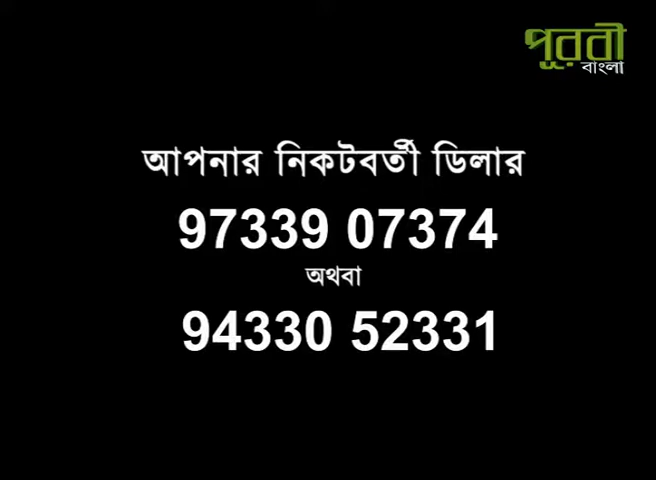 পূরবী
বাংলা
আপনার নিকটবর্তী ডিলার
97339 07374
অথবা
94330 52331